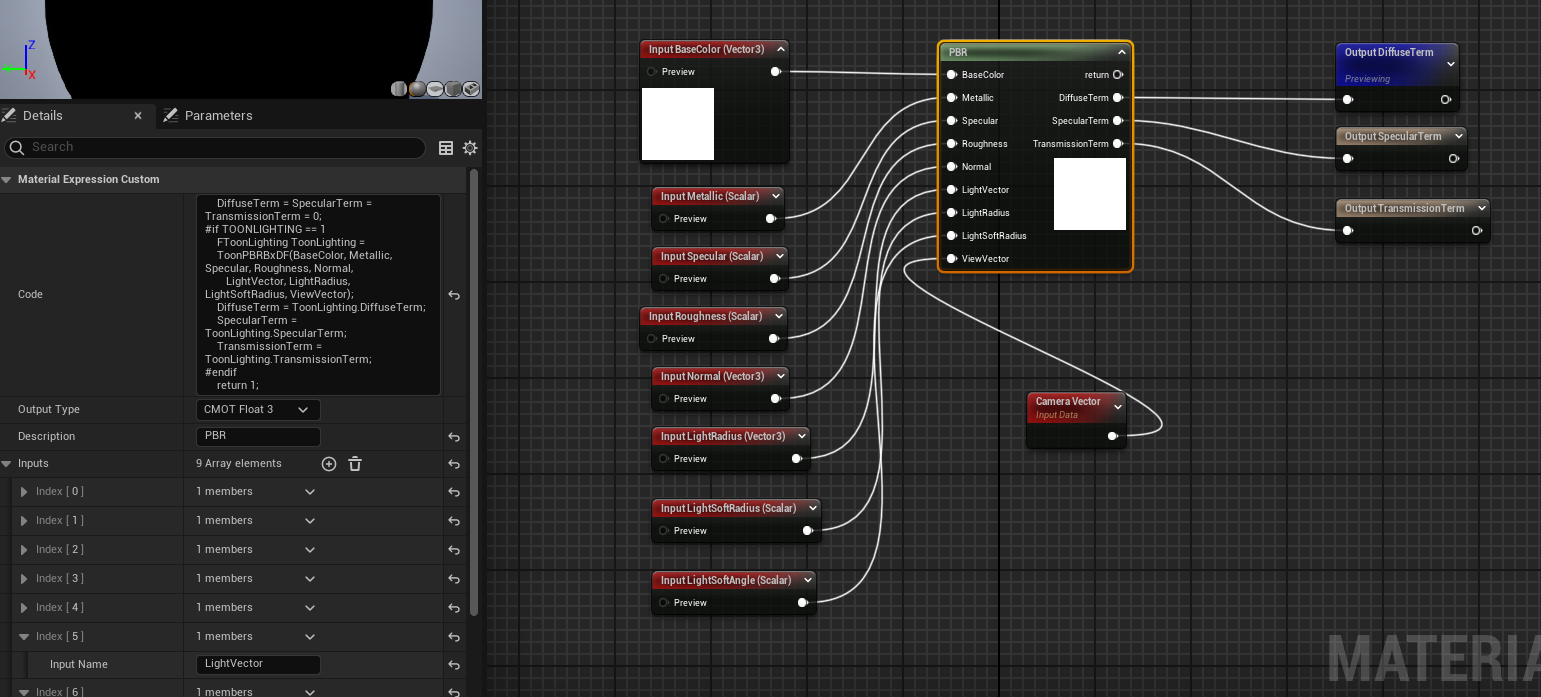 Z
Y
X
Details
Parameters
Search
Material Expression Custom
Code
DiffuseTerm = SpecularTerm =
TransmissionTerm = 0;
#if TOONLIGHTING == 1
FToonLighting ToonLighting =
ToonPBRBxDF(BaseColor, Metallic,
Specular, Roughness, Normal,
LightVector, LightRadius,
LightSoftRadius, ViewVector);
DiffuseTerm = ToonLighting.DiffuseTerm;
SpecularTerm =
ToonLighting.SpecularTerm;
TransmissionTerm =
ToonLighting.TransmissionTerm;
#endif
return 1;
Output Type
CMOT Float 3
Description
PBR
Inputs
9 Array elements
Index [ 0 ]
1 members
Index [ 1 ]
1 members
Index [ 2 ]
1 members
Index [ 3 ]
1 members
Index [ 4 ]
1 members
Index [ 5 ]
1 members
Input Name
LightVector
Index [ 6 ]
1 members
Input BaseColor (Vector3)
Preview
Input Metallic (Scalar)
Preview
Input Specular (Scalar)
Preview
Input Roughness (Scalar)
Preview
Input Normal (Vector3)
Preview
Input LightRadius (Vector3)
Preview
Input LightSoftRadius (Scalar)
Preview
Input LightSoftAngle (Scalar)
Preview
PBR
BaseColor
return
Metallic
DiffuseTerm
Specular
SpecularTerm
Roughness
TransmissionTerm
Normal
LightVector
LightRadius
LightSoftRadius
ViewVector
Camera Vector
Input Data
Output DiffuseTerm
Previewing
Output SpecularTerm
Output TransmissionTerm
MATERIA